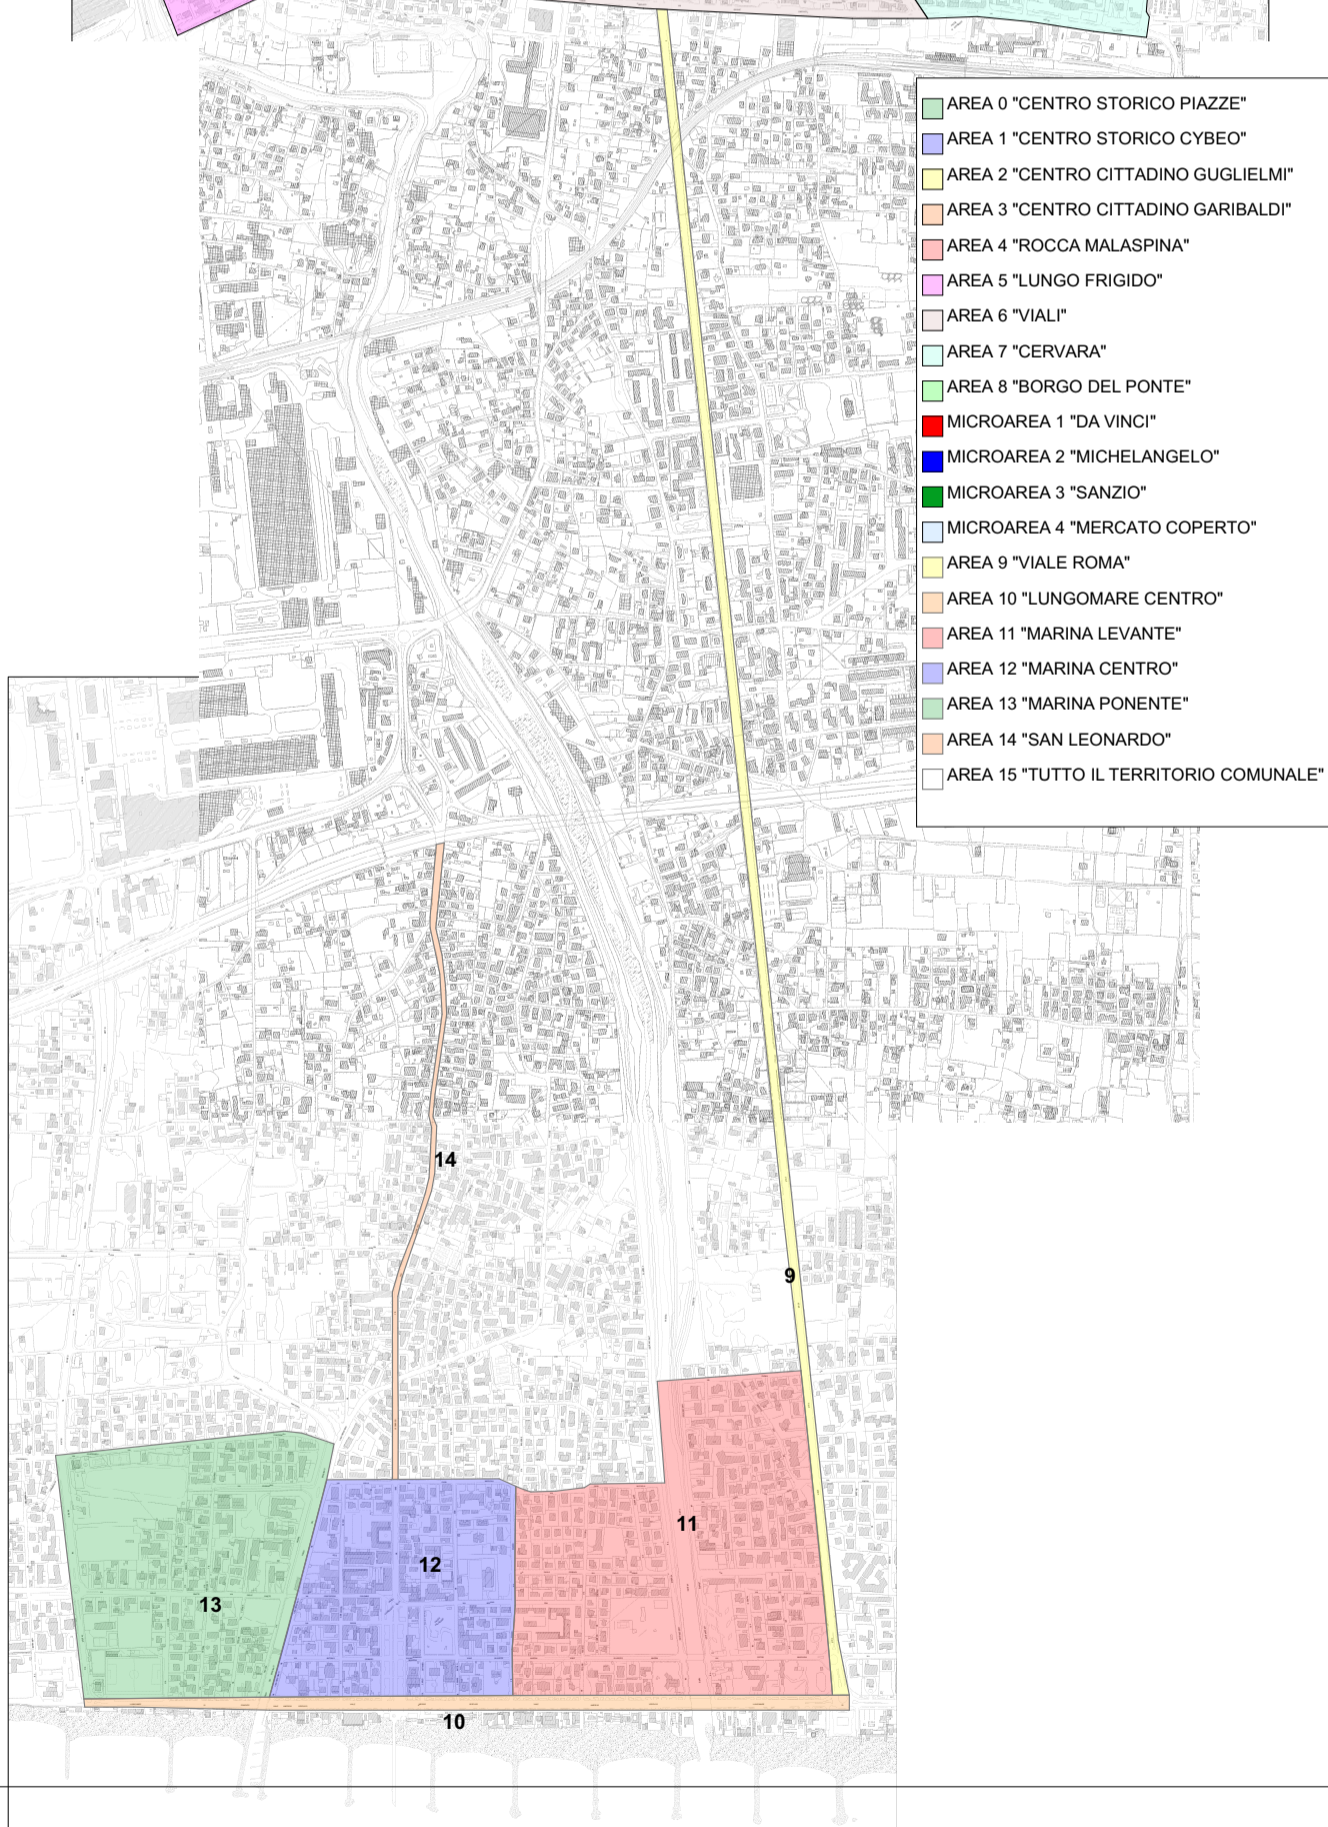 AREA 0 "CENTRO STORICO PIAZZE"
AREA 1 "CENTRO STORICO CYBEO"
AREA 2 "CENTRO CITTADINO GUGLIELMI"
AREA 3 "CENTRO CITTADINO GARIBALDI"
AREA 4 "ROCCA MALASPINA"
AREA 5 "LUNGO FRIGIDO"
AREA 6 "VIALI"
AREA 7 "CERVARA"
AREA 8 "BORGO DEL PONTE"
MICROAREA 1 "DA VINCI"
MICROAREA 2 "MICHELANGELO"
MICROAREA 3 "SANZIO"
MICROAREA 4 "MERCATO COPERTO"
AREA 9 "VIALE ROMA"
AREA 10 "LUNGOMARE CENTRO"
AREA 11 "MARINA LEVANTE"
AREA 12 "MARINA CENTRO"
AREA 13 "MARINA PONENTE"
AREA 14 "SAN LEONARDO"
AREA 15 "TUTTO IL TERRITORIO COMUNALE"
14
9
11
12
13
10